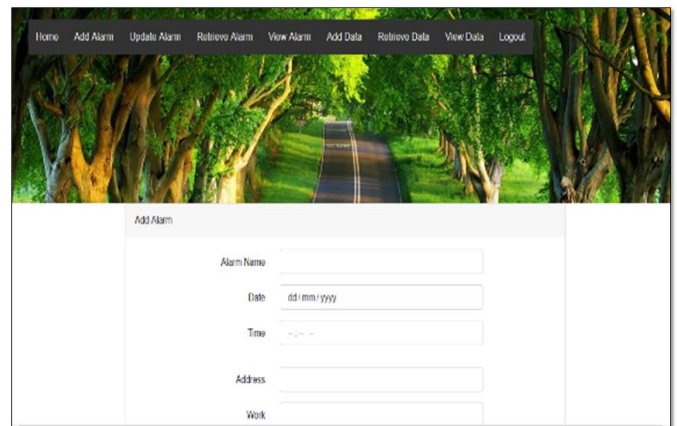 Home Add Alarm Update Alarm Retrieve Alarm View Alarm Add Data Retrieve Data View Data Logout
Add Alarm
Alarm Name
Date dd/mm/yyyy
Time --:-- --
Address
Work